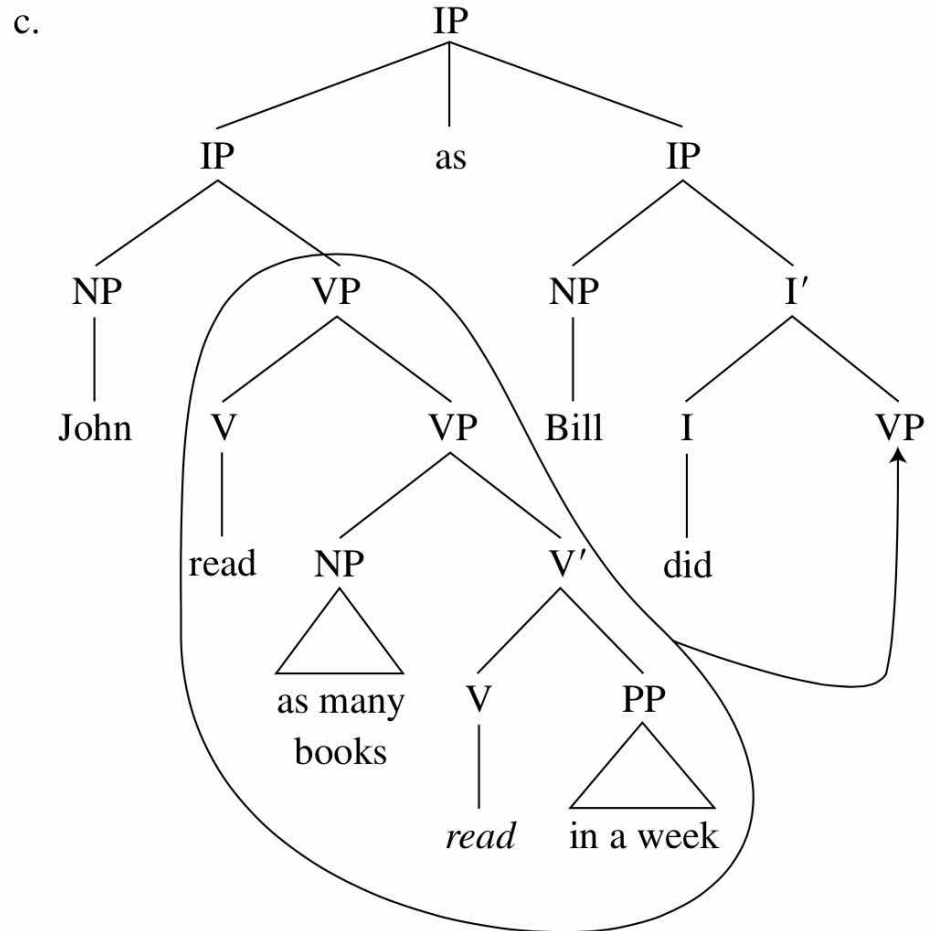 c.
IP
IP as IP
NP VP NP I′
John V VP Bill I VP
read NP V′ did
as many V PP
books
read in a week